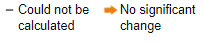 – Could not be calculated
No significant change